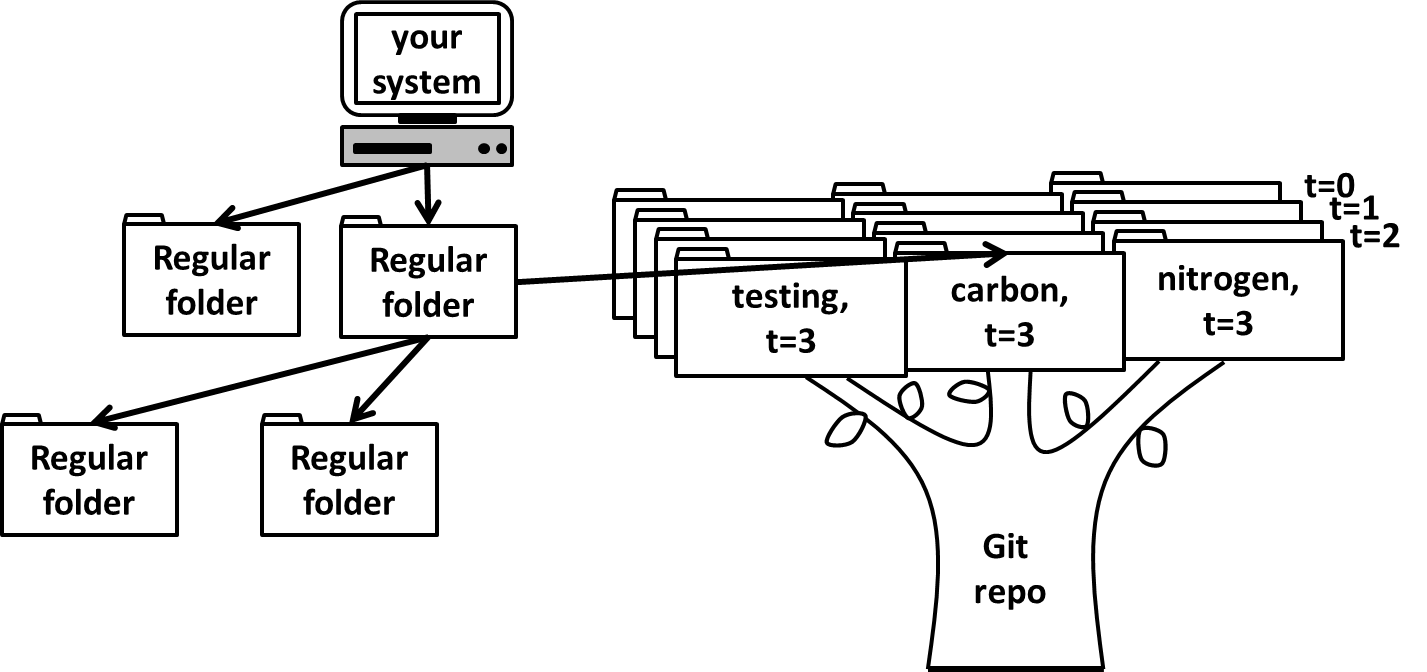 your
system
t=0
t=1
t=2
Regular
folder
Regular
folder
testing,
t=3
carbon,
t=3
nitrogen,
t=3
Regular
folder
Regular
folder
Git
repo